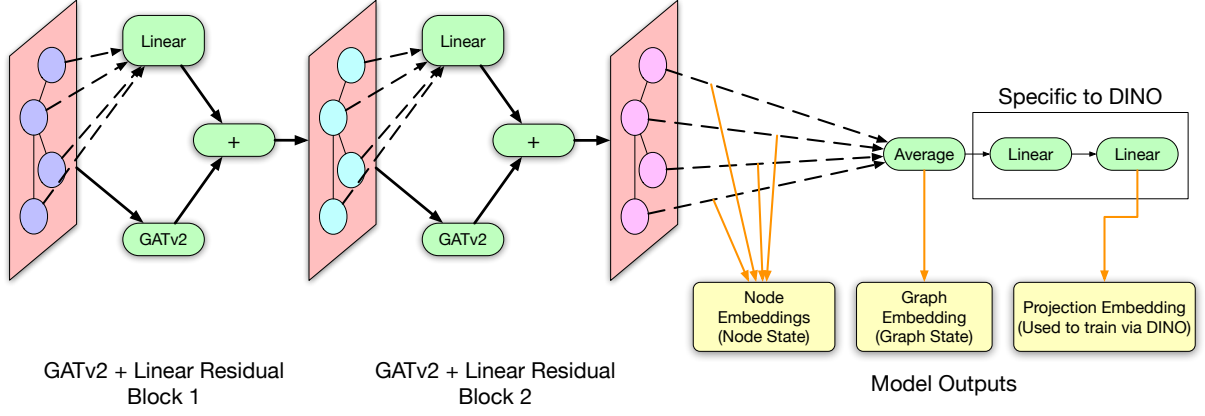 Linear
+
GATv2
GATv2 + Linear Residual
Block 1
Linear
+
GATv2
GATv2 + Linear Residual
Block 2
Specific to DINO
Average
Linear
Linear
Node
Embeddings
(Node State)
Graph
Embedding
(Graph State)
Projection Embedding
(Used to train via DINO)
Model Outputs